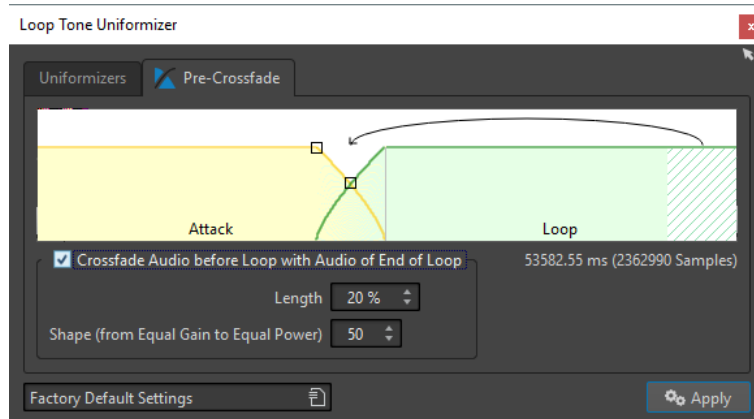 Loop Tone Uniformizer
Uniformizers
Pre-Crossfade
Attack
Loop
Crossfade Audio before Loop with Audio of End of Loop
53582.55 ms (2362990 Samples)
Length 20 %
Shape (from Equal Gain to Equal Power) 50
Factory Default Settings
Apply